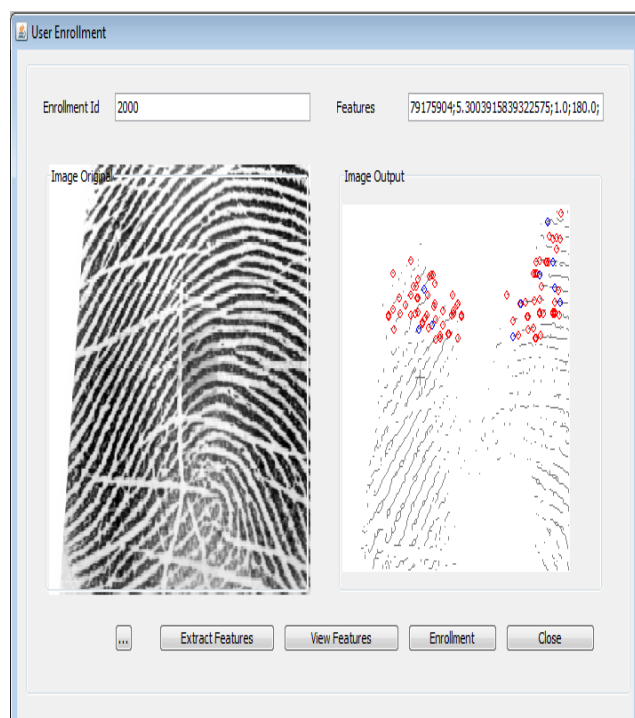 User Enrollment
Enrollment Id 2000 Features 79175904;5.3003915839322575;1.0;180.0;
Image Original Image Output
... Extract Features View Features Enrollment Close